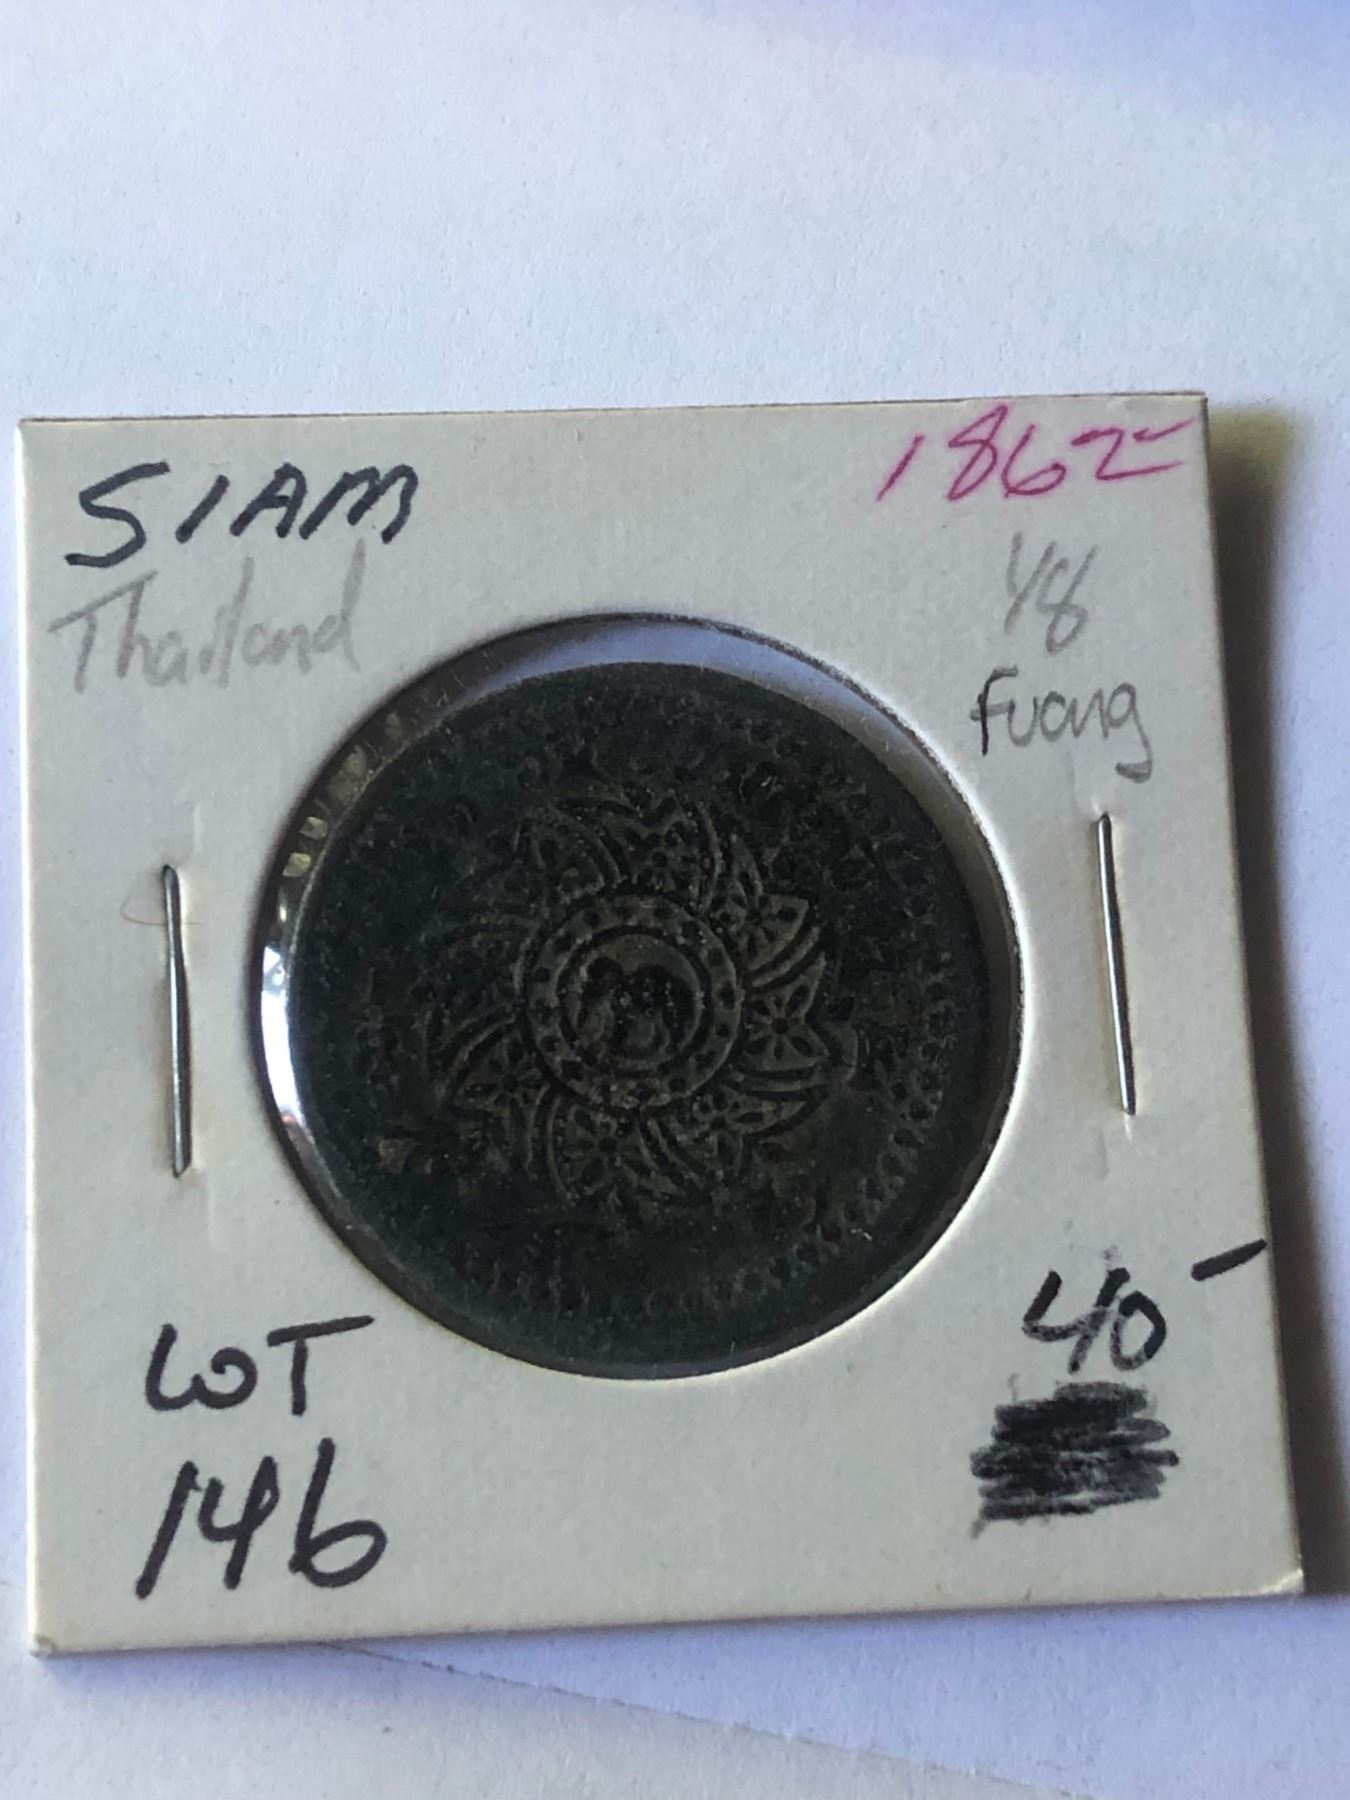 SIAM
Thailand
1862
1/8
Fuang
LOT
146
40-